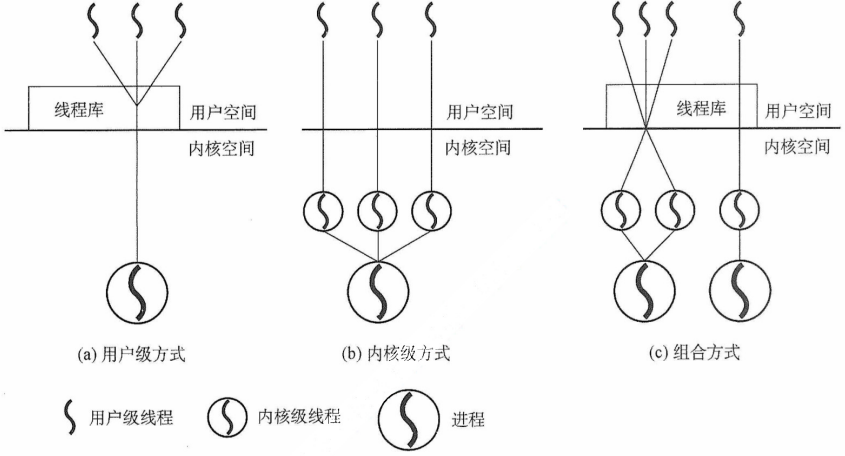 线程库 用户空间
内核空间
用户空间
内核空间
线程库 用户空间
内核空间
(a) 用户级方式
(b) 内核级方式
(c) 组合方式
用户级线程 内核级线程 进程